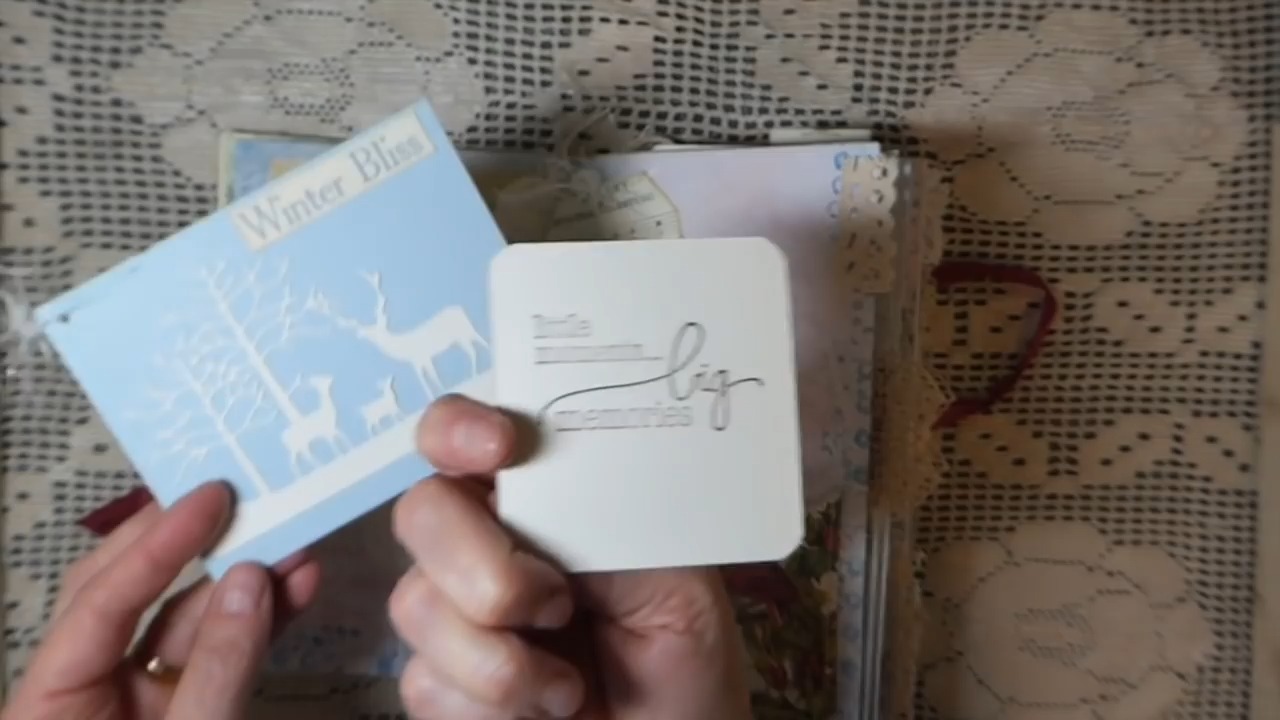 Winter Bliss
little
moments...
big
memories